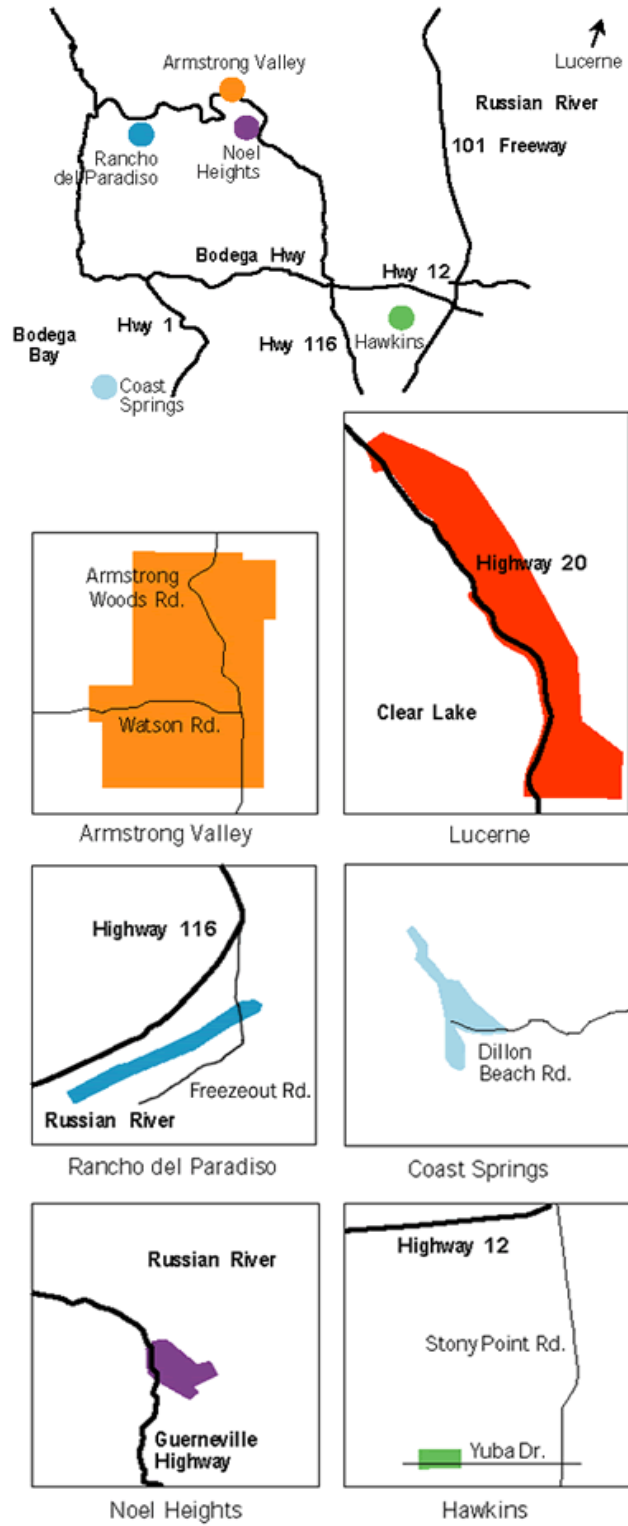 Armstrong Valley
Lucerne
Russian River
101 Freeway
Rancho
del Paradiso
Noel
Heights
Bodega Hwy
Hwy 12
Hwy 1
Bodega
Bay
Hwy 116
Hawkins
Coast
Springs
Armstrong
Woods Rd.
Watson Rd.
Armstrong Valley
Highway 20
Clear Lake
Lucerne
Highway 116
Freezeout Rd.
Russian River
Rancho del Paradiso
Dillon
Beach Rd.
Coast Springs
Russian River
Guerneville
Highway
Noel Heights
Highway 12
Stony Point Rd.
Yuba Dr.
Hawkins